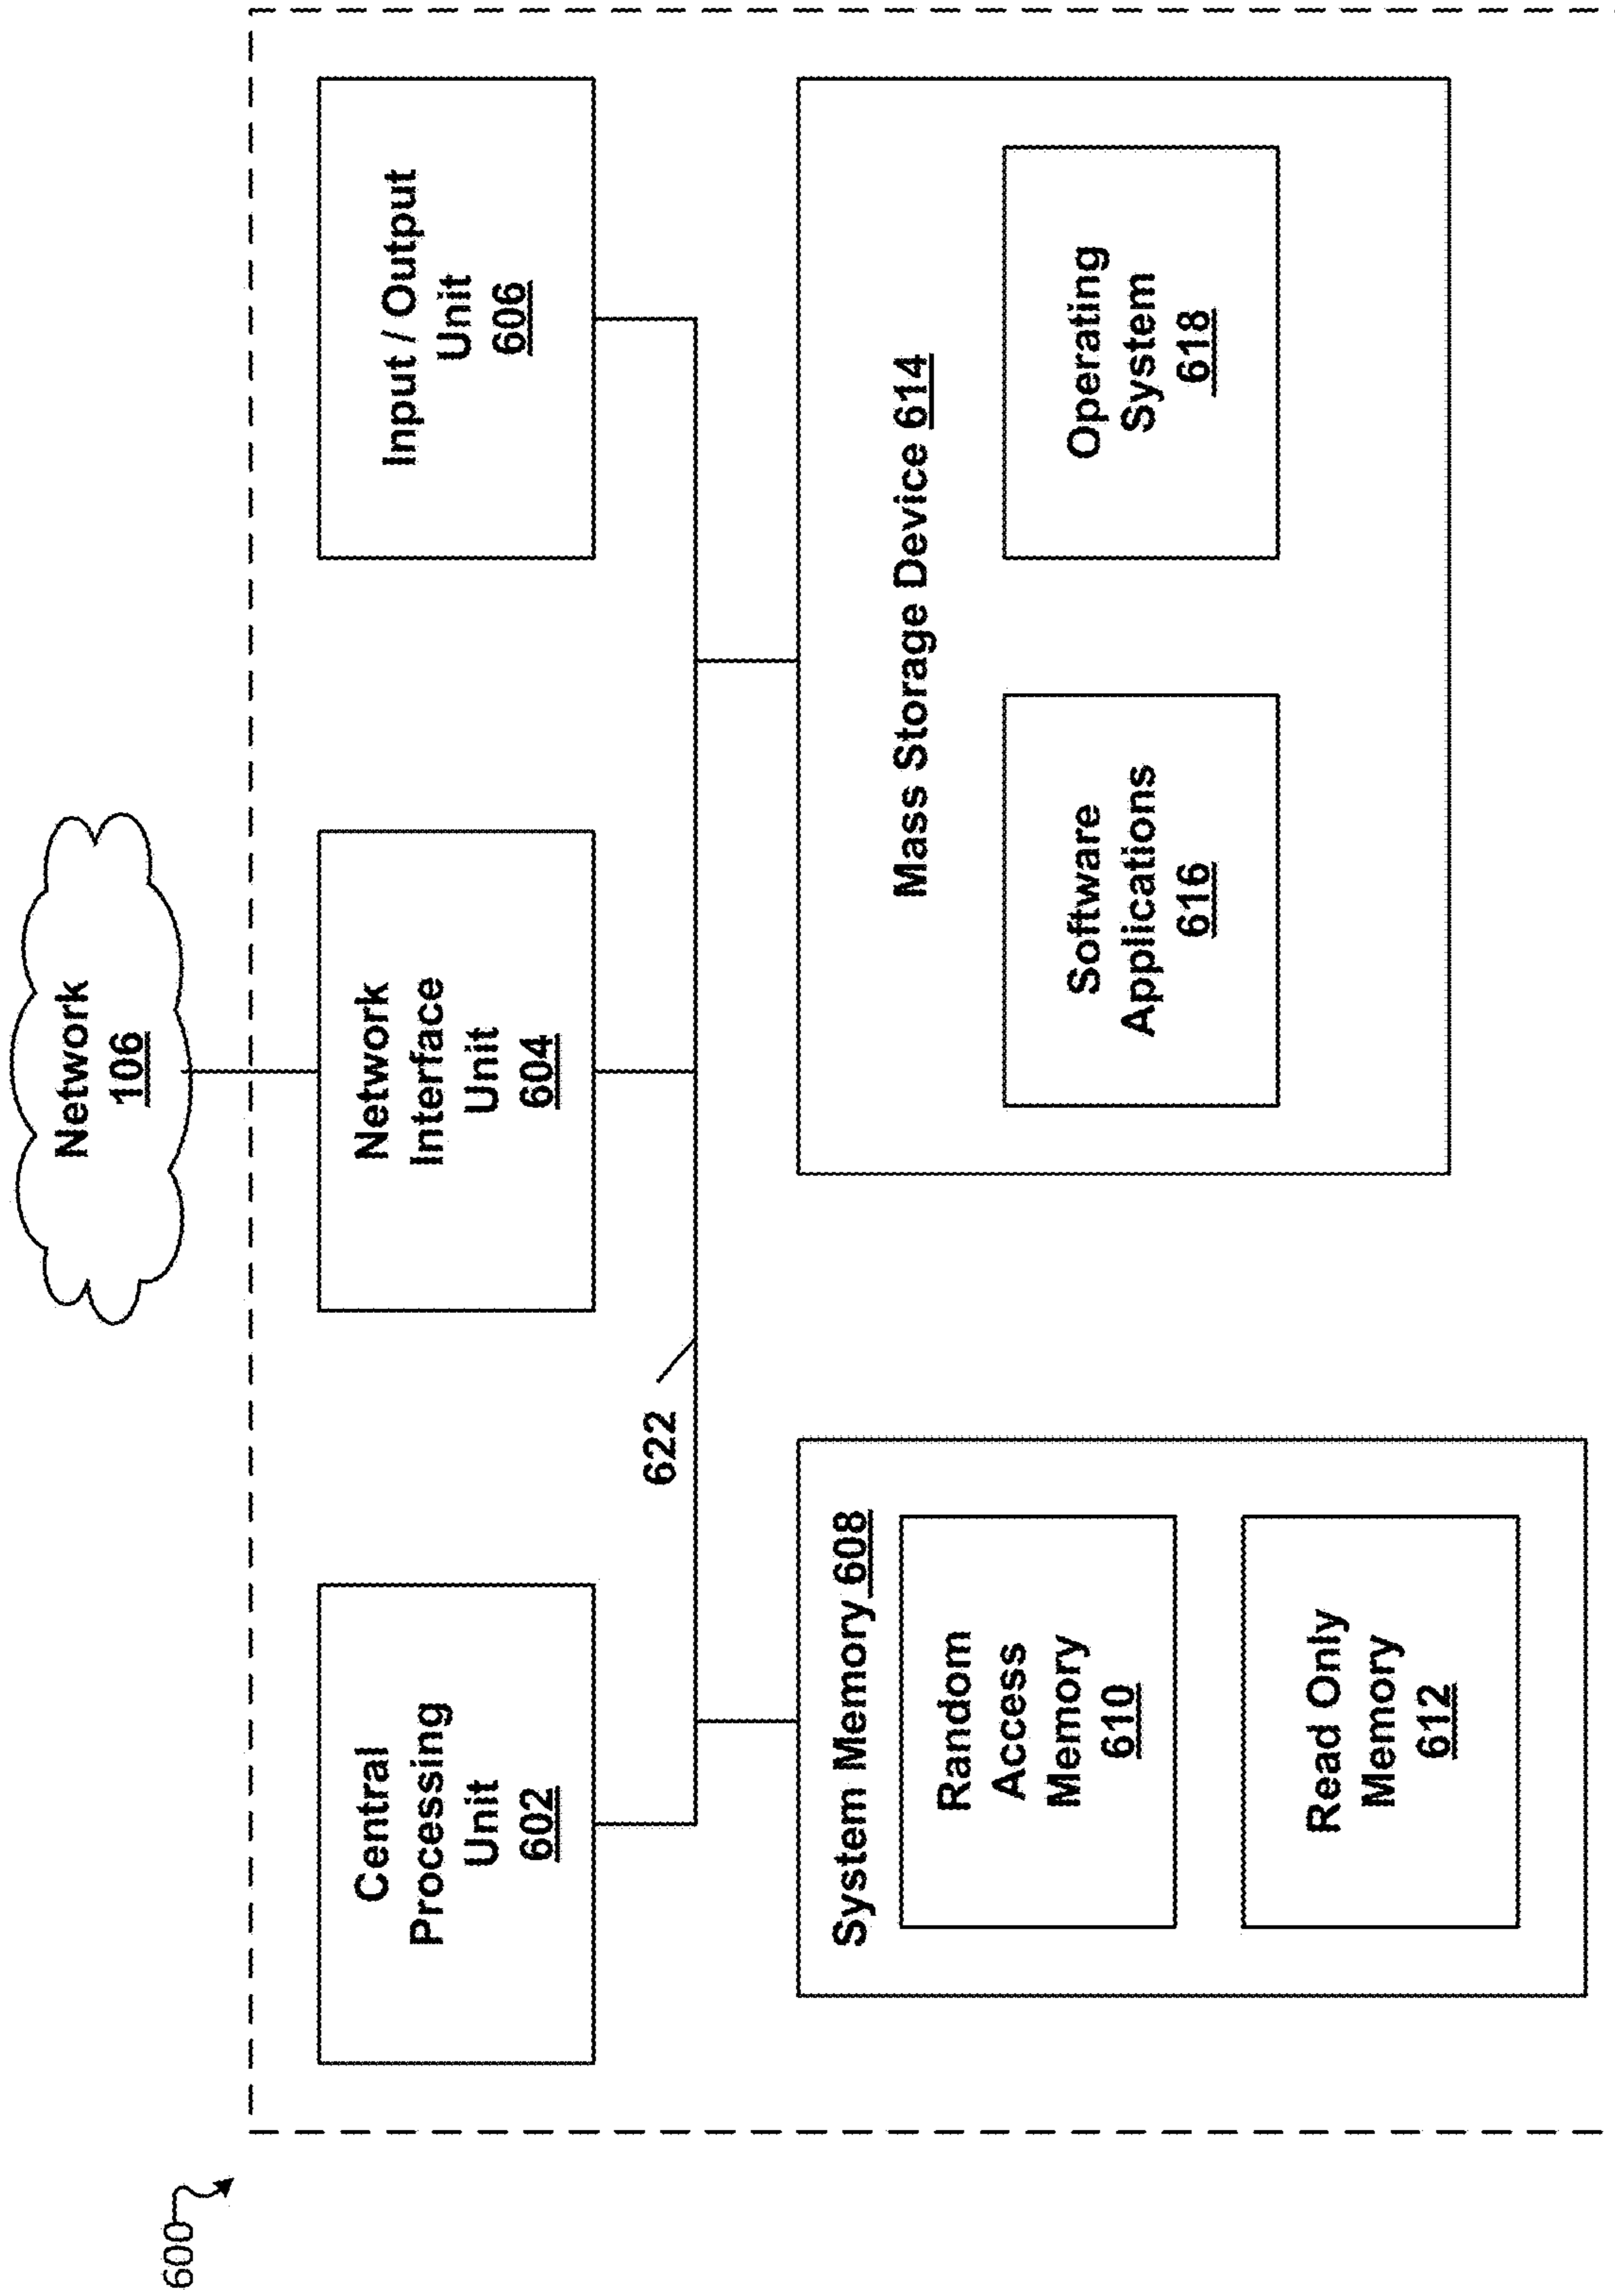 600
Network
106
Central
Processing
Unit
602
Network
Interface
Unit
604
Input / Output
Unit
606
622
System Memory 608
Random
Access
Memory
610
Read Only
Memory
612
Mass Storage Device 614
Software
Applications
616
Operating
System
618